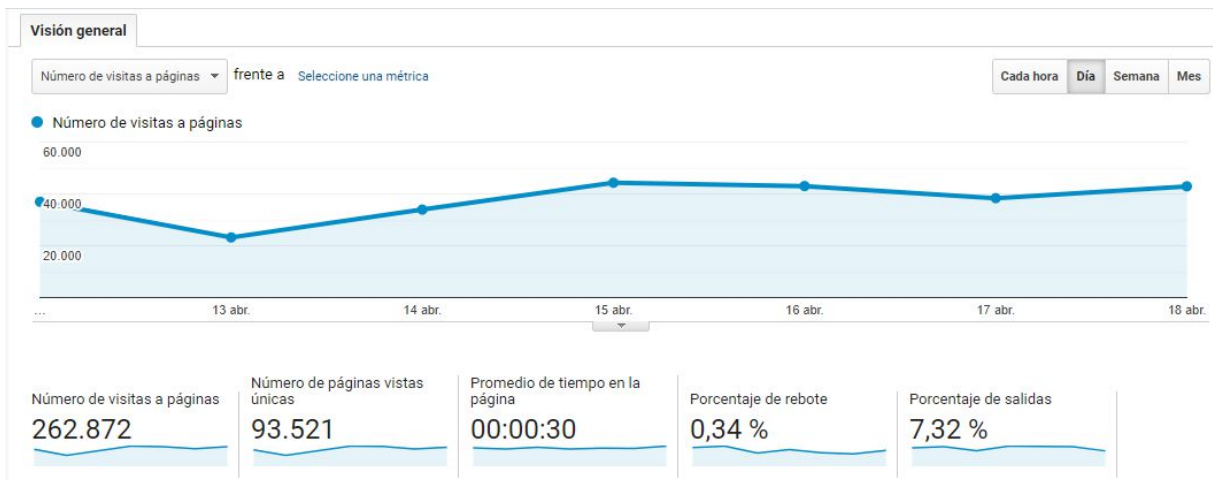 Visión general
Número de visitas a páginas frente a Seleccione una métrica
Cada hora Día Semana Mes
Número de visitas a páginas
60.000
40.000
20.000
... 13 abr. 14 abr. 15 abr. 16 abr. 17 abr. 18 abr.
Número de visitas a páginas
262.872
Número de páginas vistas
únicas
93.521
Promedio de tiempo en la
página
00:00:30
Porcentaje de rebote
0,34 %
Porcentaje de salidas
7,32 %